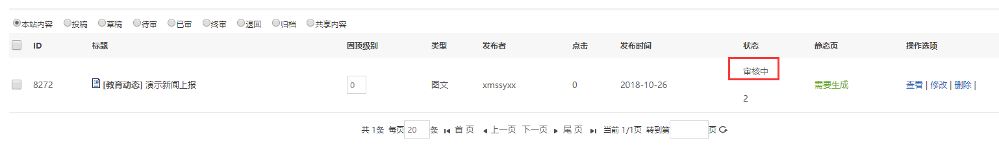 本站内容 投稿 草稿 待审 已审 终审 退回 归档 共享内容
ID 标题 固顶级别 类型 发布者 点击 发布时间 状态 静态页 操作选项
审核中
8272 [教育动态] 演示新闻上报 0 图文 xmssyxx 0 2018-10-26 需要生成 查看 | 修改 | 删除 |
2
共 1条 每页 20 条 首 页 上一页 下一页 尾 页 当前 1/1页 转到第 页